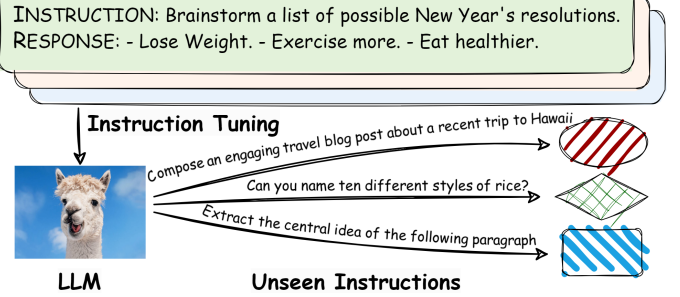 INSTRUCTION: Brainstorm a list of possible New Year's resolutions.
RESPONSE: - Lose Weight. - Exercise more. - Eat healthier.
Instruction Tuning
Compose an engaging travel blog post about a recent trip to Hawaii
Can you name ten different styles of rice?
Extract the central idea of the following paragraph
LLM
Unseen Instructions